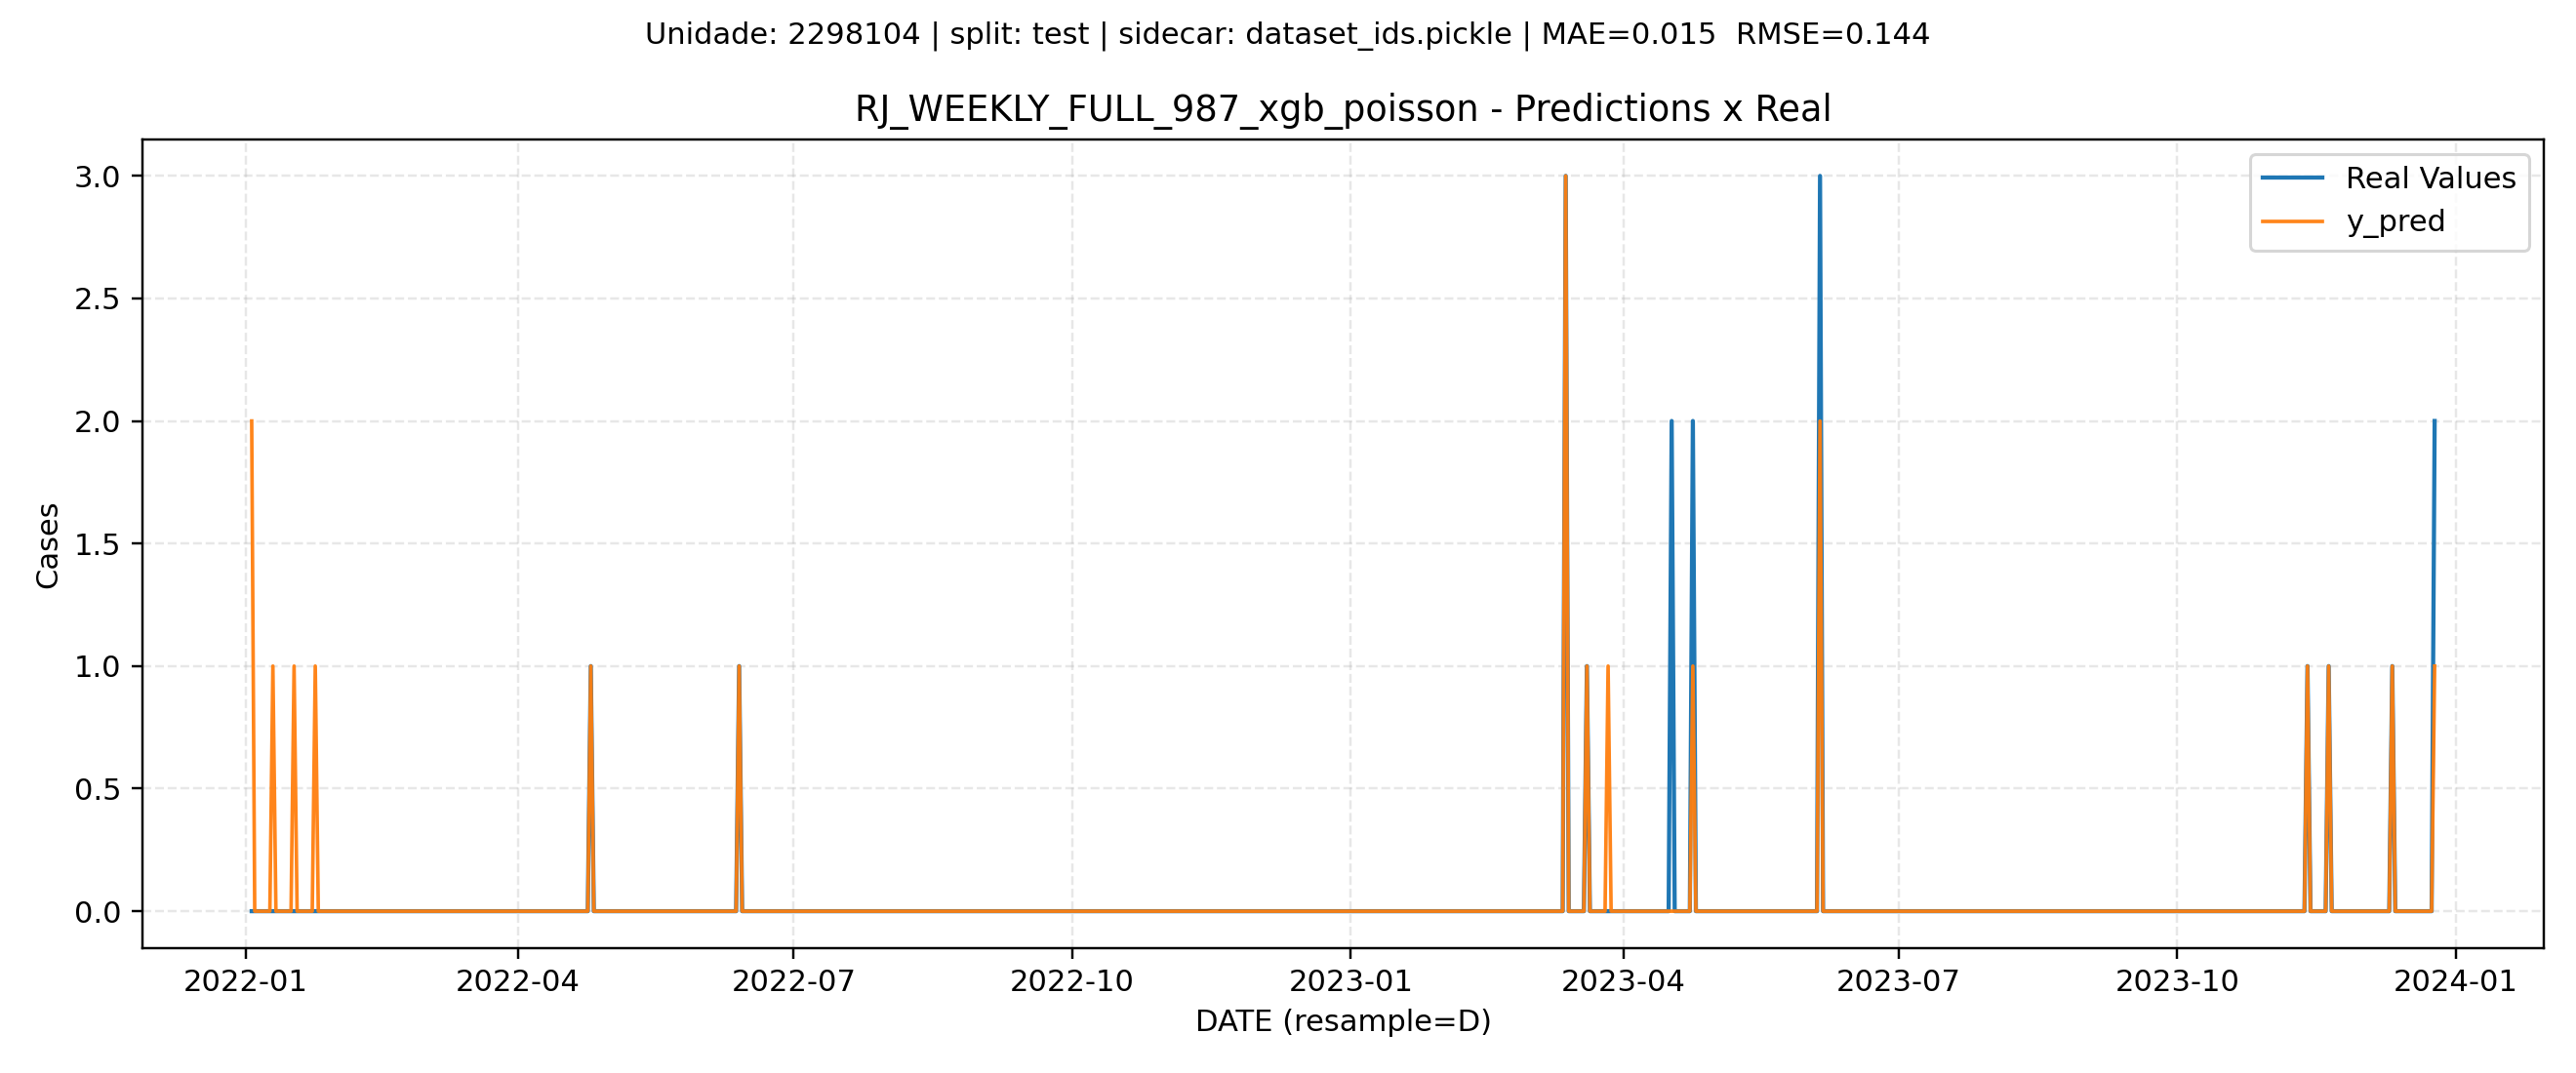 Unidade: 2298104 | split: test | sidecar: dataset_ids.pickle | MAE=0.015  RMSE=0.144
RJ_WEEKLY_FULL_987_xgb_poisson - Predictions x Real
Real Values
y_pred
Cases
3.0
2.5
2.0
1.5
1.0
0.5
0.0
2022-01
2022-04
2022-07
2022-10
2023-01
2023-04
2023-07
2023-10
2024-01
DATE (resample=D)